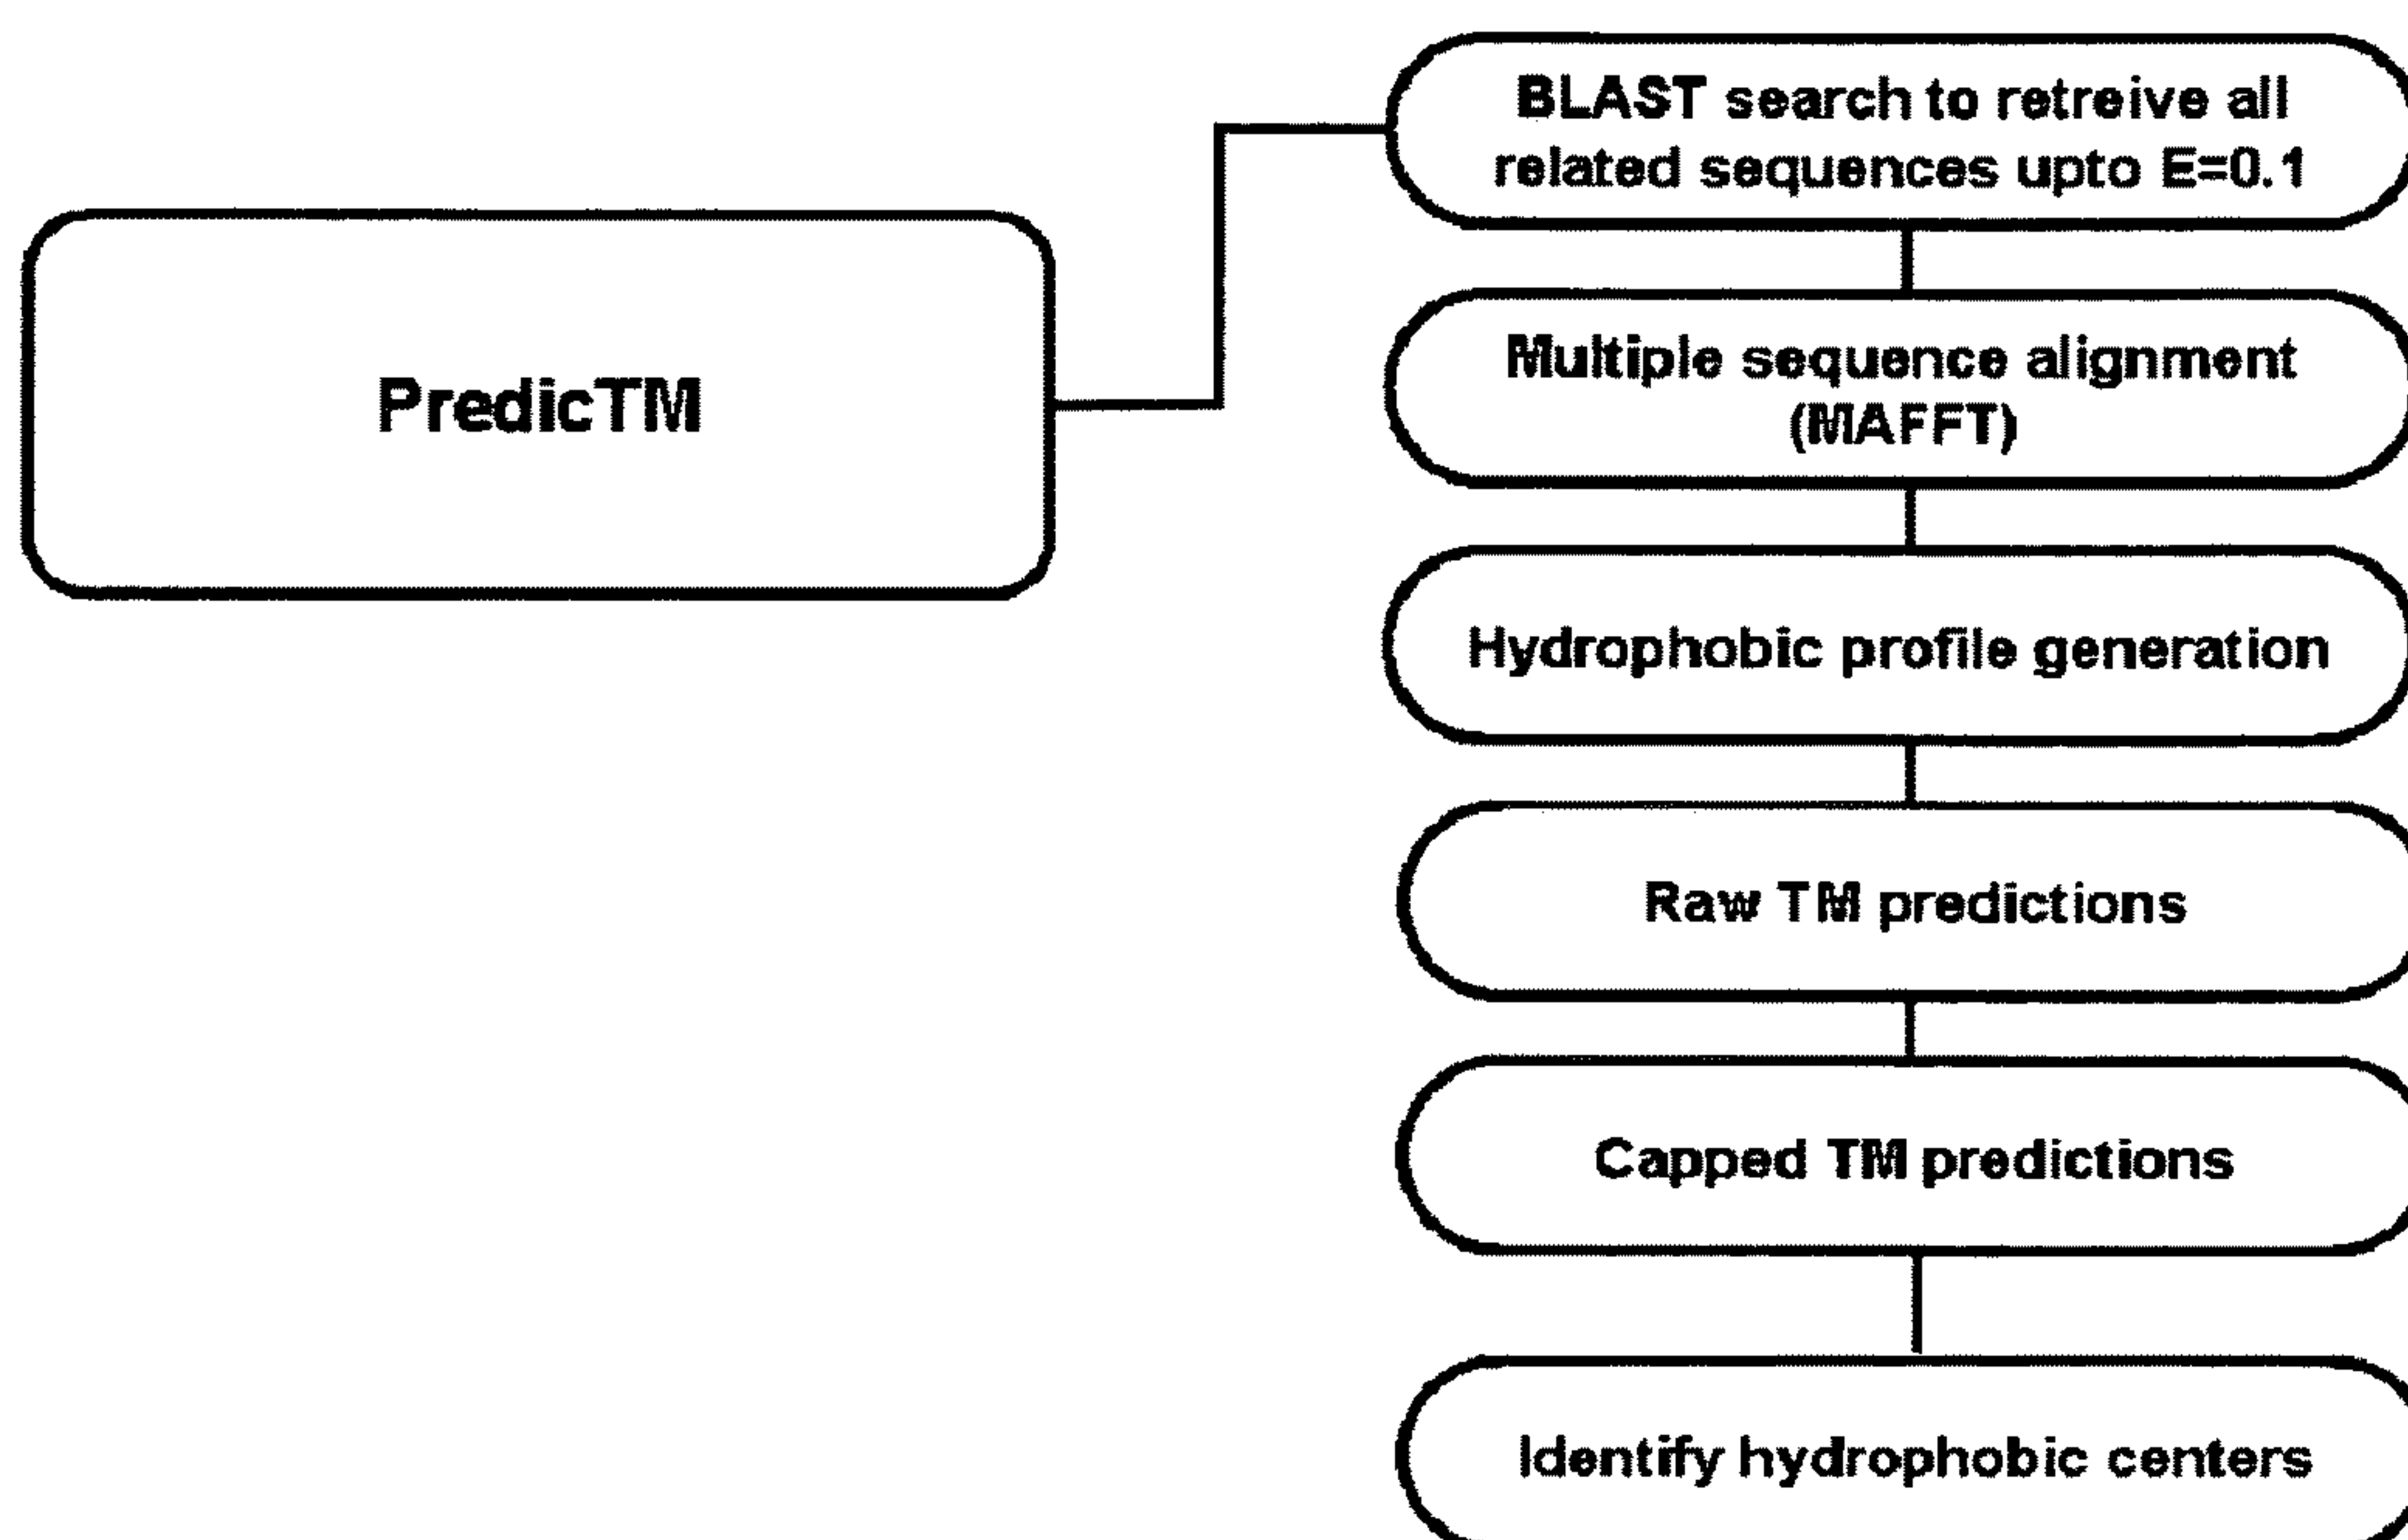 PredicTM
BLAST search to retreive all
related sequences upto E=0.1
Multiple sequence alignment
(MAFFT)
Hydrophobic profile generation
Raw TM predictions
Capped TM predictions
Identify hydrophobic centers